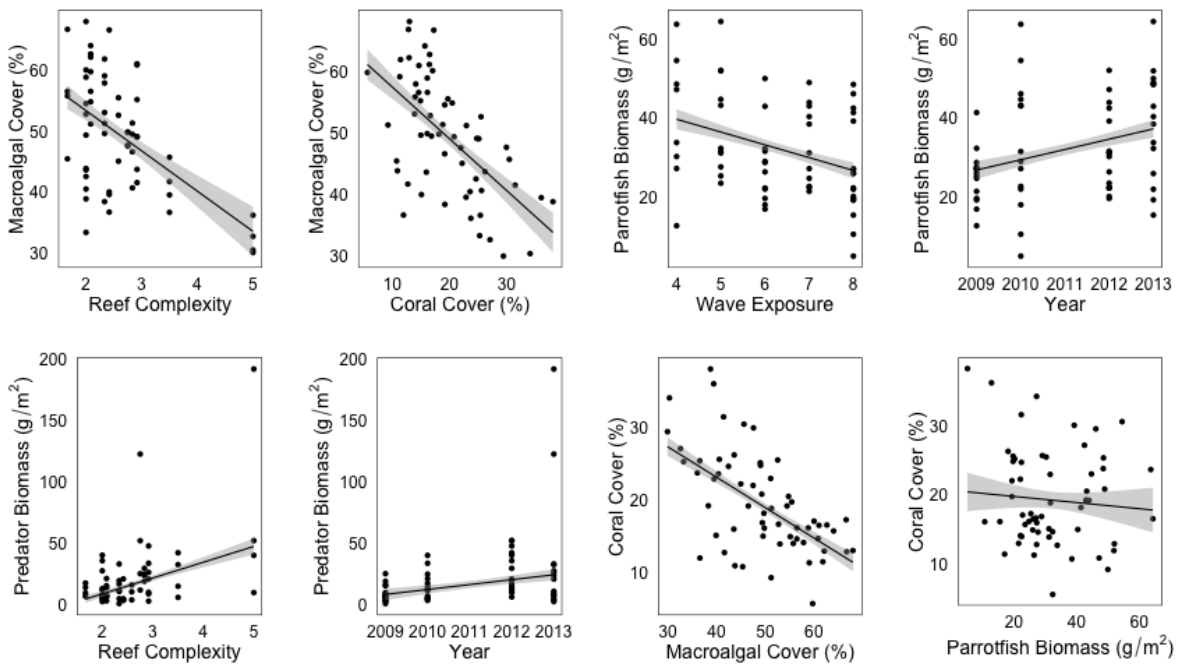 Macroalgal Cover (%)
60
50
40
30
2
3
4
5
Reef Complexity
Macroalgal Cover (%)
60
50
40
30
10
20
30
Coral Cover (%)
Parrotfish Biomass (g/m²)
60
40
20
4
5
6
7
8
Wave Exposure
Parrotfish Biomass (g/m²)
60
40
20
2009 2010 2011 2012 2013
Year
Predator Biomass (g/m²)
200
150
100
50
0
2
3
4
5
Reef Complexity
Predator Biomass (g/m²)
200
150
100
50
0
2009 2010 2011 2012 2013
Year
Coral Cover (%)
30
20
10
30
40
50
60
Macroalgal Cover (%)
Coral Cover (%)
30
20
10
20
40
60
Parrotfish Biomass (g/m²)